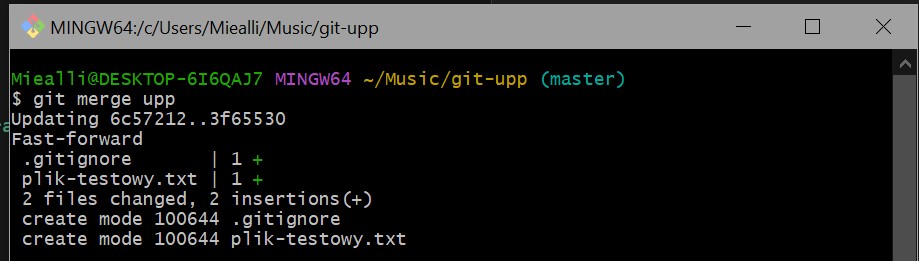 MINGW64:/c/Users/Miealli/Music/git-upp
Miealli@DESKTOP-6I6QAJ7 MINGW64 ~/Music/git-upp (master)
$ git merge upp
Updating 6c57212..3f65530
Fast-forward
 .gitignore       | 1 +
 plik-testowy.txt | 1 +
 2 files changed, 2 insertions(+)
 create mode 100644 .gitignore
 create mode 100644 plik-testowy.txt